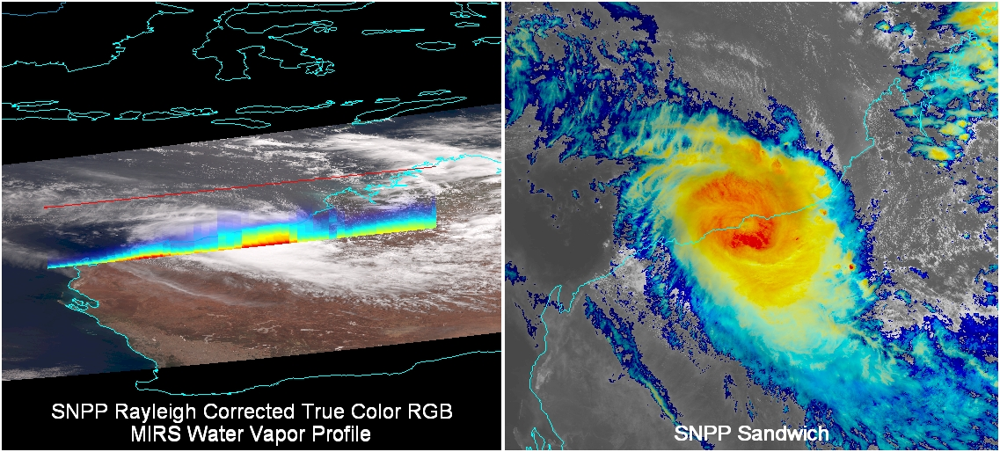 SNPP Rayleigh Corrected True Color RGB
MIRS Water Vapor Profile
SNPP Sandwich